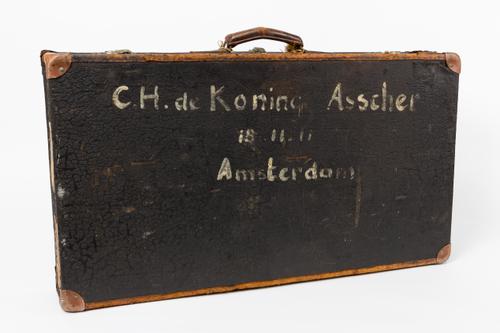 C.H. de Koning Asscher
18.11.11
Amsterdam